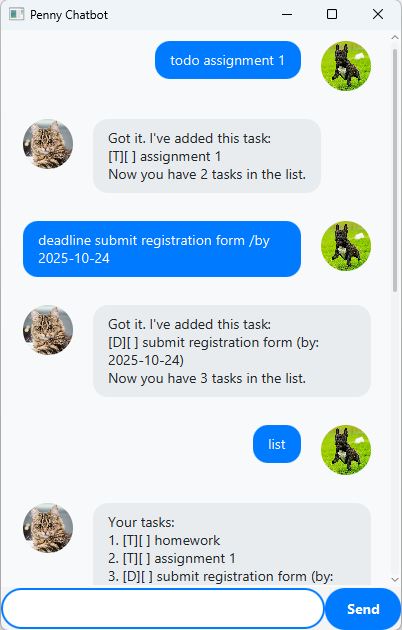 Penny Chatbot
todo assignment 1
Got it. I've added this task:
[T][ ] assignment 1
Now you have 2 tasks in the list.
deadline submit registration form /by
2025-10-24
Got it. I've added this task:
[D][ ] submit registration form (by:
2025-10-24)
Now you have 3 tasks in the list.
list
Your tasks:
1. [T][ ] homework
2. [T][ ] assignment 1
3. [D][ ] submit registration form (by:
Send